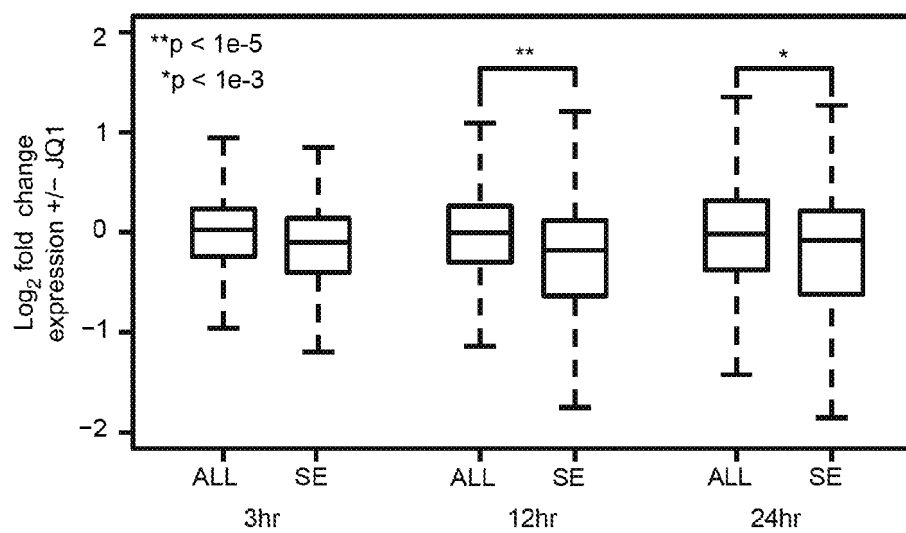 **p < 1e-5
*p < 1e-3
**
*
Log2 fold change
expression +/− JQ1
2
1
0
−1
−2
ALL SE ALL SE ALL SE
3hr 12hr 24hr